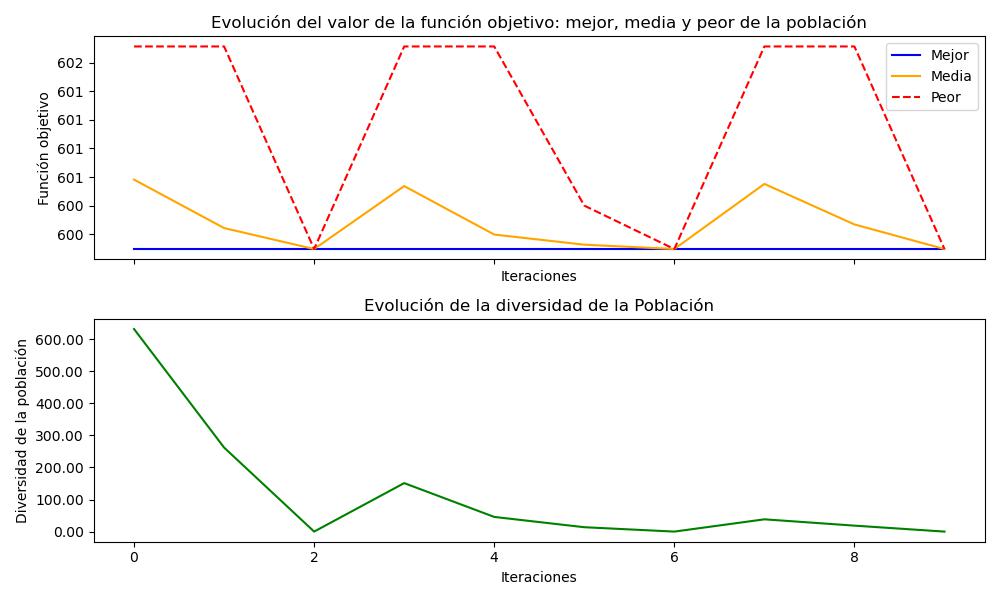 Evolución del valor de la función objetivo: mejor, media y peor de la población
Función objetivo
602
601
601
601
601
600
600
Mejor
Media
Peor
Iteraciones
Evolución de la diversidad de la Población
Diversidad de la población
600.00
500.00
400.00
300.00
200.00
100.00
0.00
0 2 4 6 8
Iteraciones